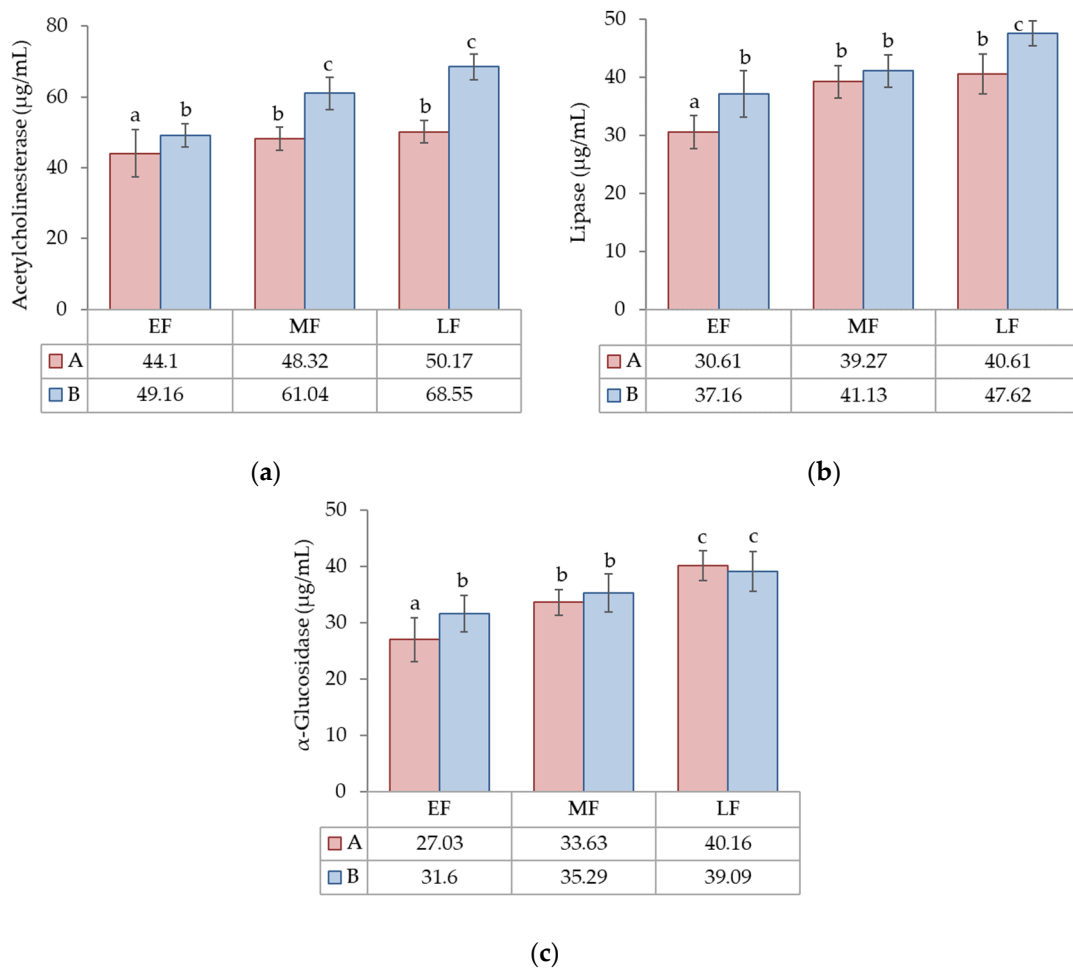 Acetylcholinesterase (µg/mL)
80
60
40
20
0
a
b
b
c
b
c
EF MF LF
A 44.1 48.32 50.17
B 49.16 61.04 68.55
(a)
Lipase (µg/mL)
50
40
30
20
10
0
a
b
b
b
b
c
EF MF LF
A 30.61 39.27 40.61
B 37.16 41.13 47.62
(b)
α-Glucosidase (µg/mL)
50
40
30
20
10
0
a
b
b
b
c
c
EF MF LF
A 27.03 33.63 40.16
B 31.6 35.29 39.09
(c)